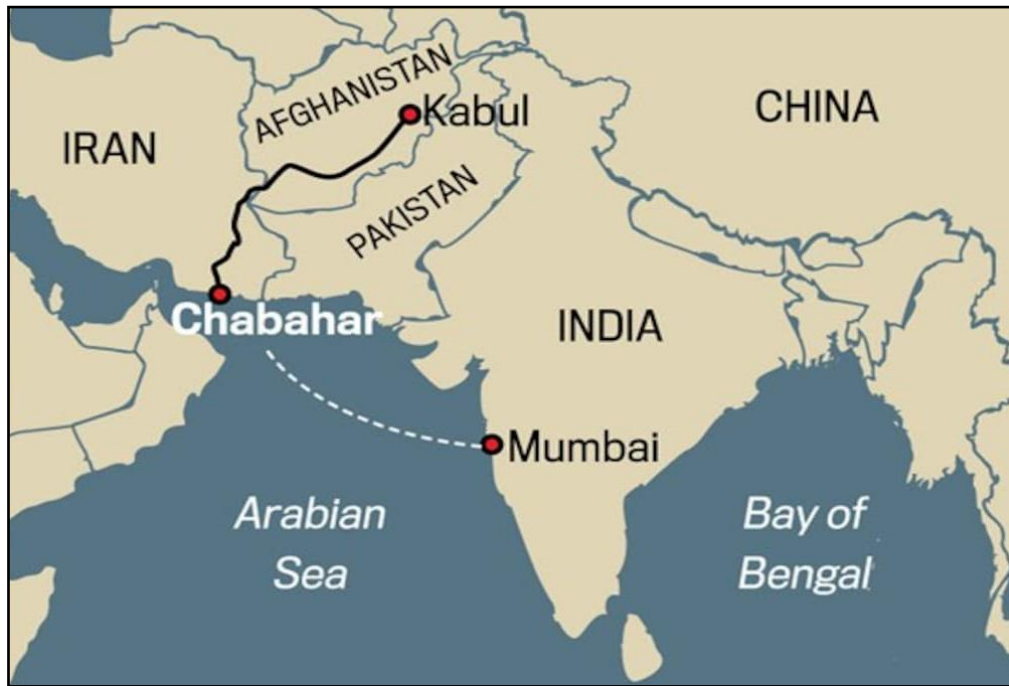 AFGHANISTAN
Kabul
CHINA
IRAN
PAKISTAN
Chabahar
INDIA
Mumbai
Arabian
Sea
Bay of
Bengal